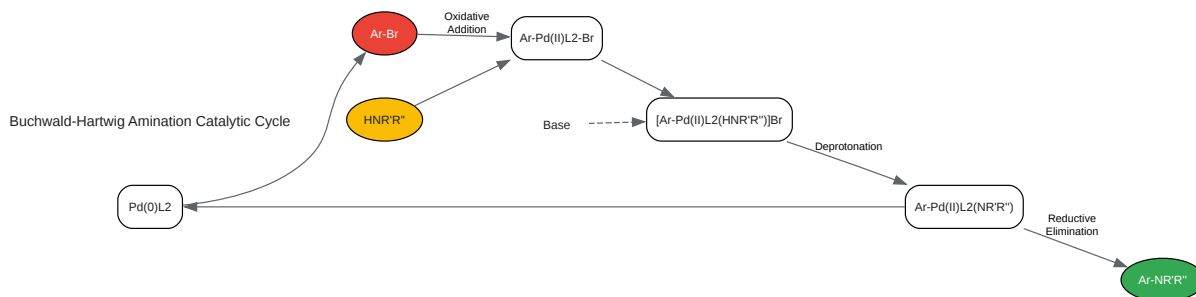 Oxidative
Addition
Ar-Br
Ar-Pd(II)L2-Br
HNR'R"
Buchwald-Hartwig Amination Catalytic Cycle
Base
[Ar-Pd(II)L2(HNR'R")]Br
Deprotonation
Pd(0)L2
Ar-Pd(II)L2(NR'R")
Reductive
Elimination
Ar-NR'R"